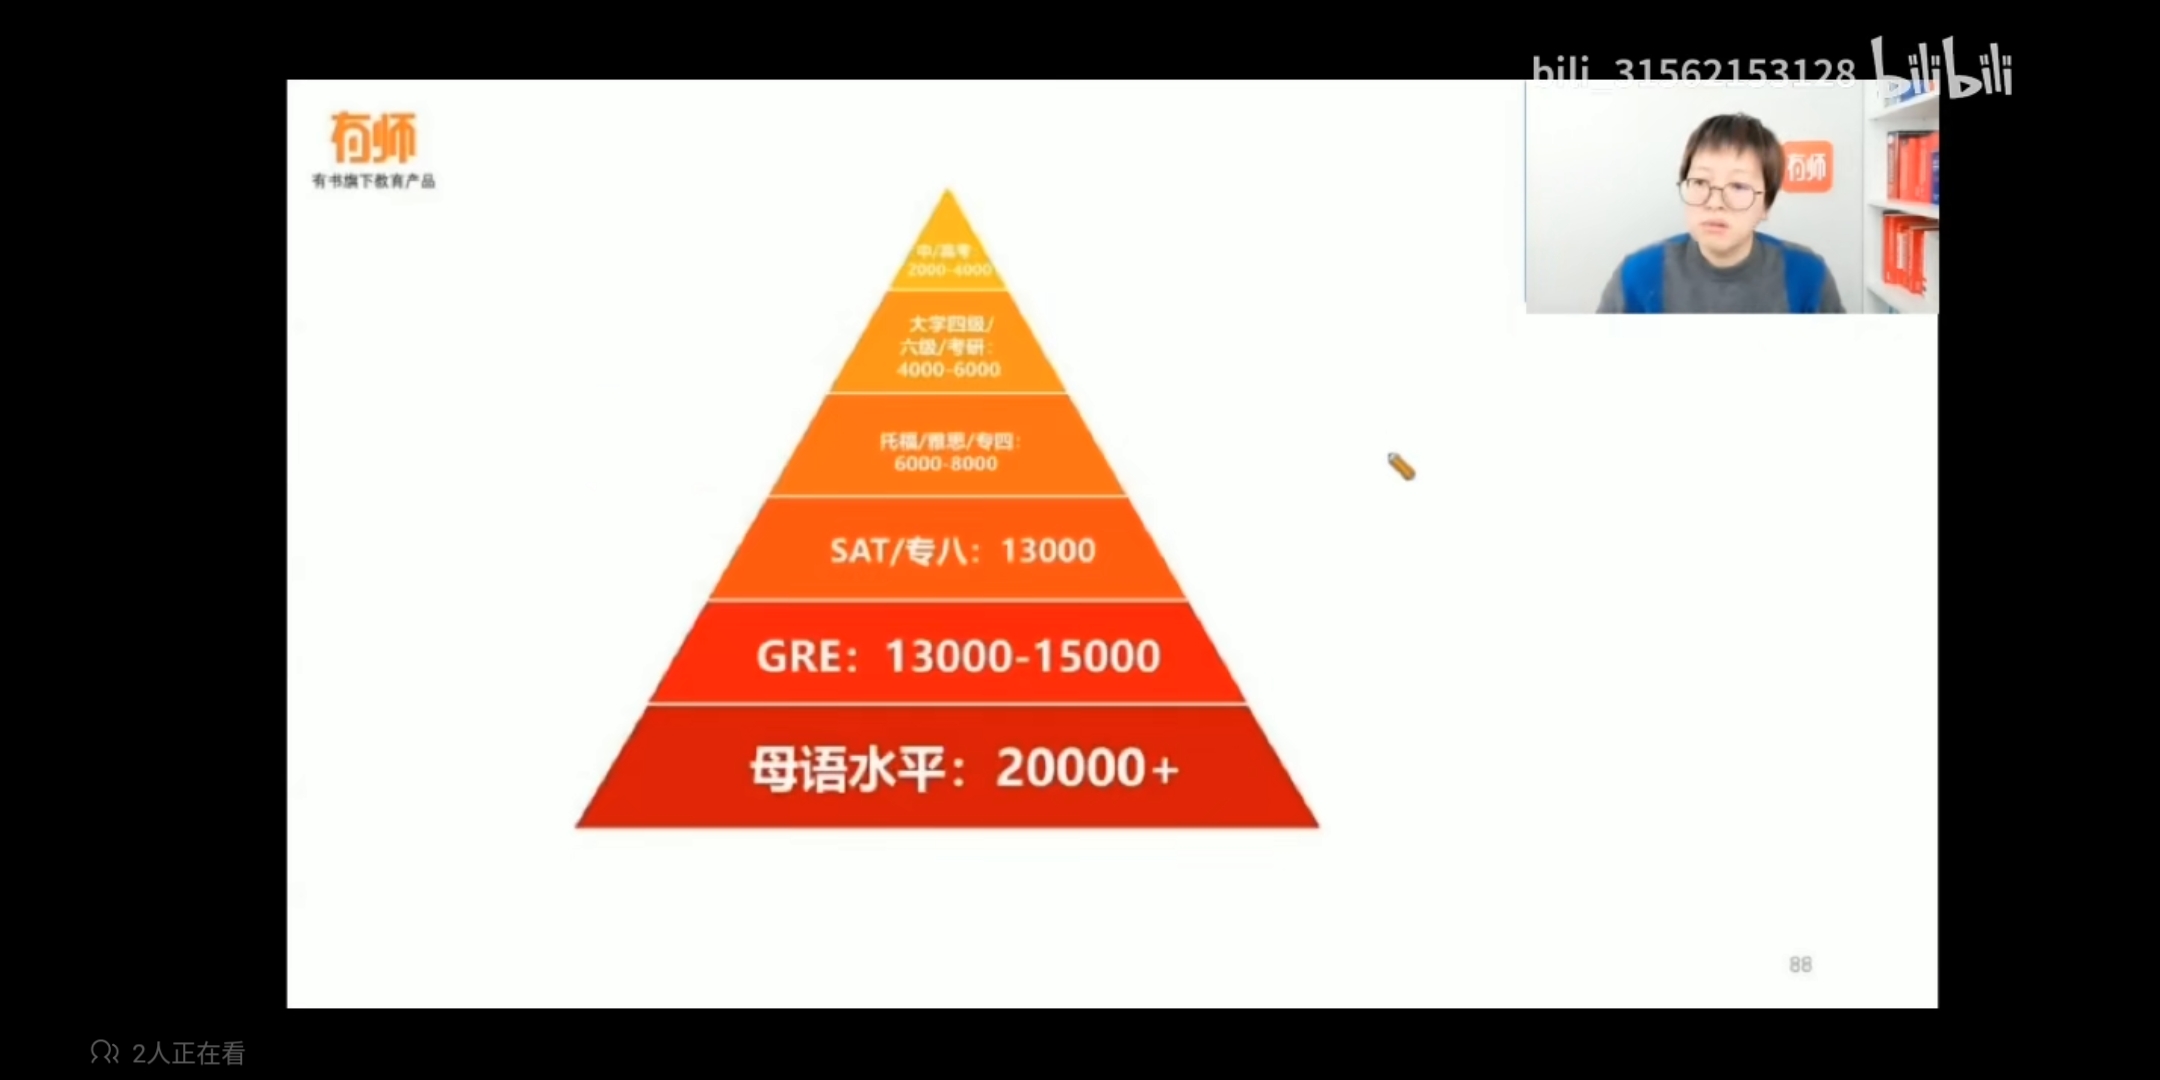 bili_31562153128 bilibili
有师
有书旗下教育产品
有师
中/高考:
2000-4000
大学四级/
六级/考研:
4000-6000
托福/雅思/专四:
6000-8000
SAT/专八：13000
GRE：13000-15000
母语水平：20000+
88
2人正在看